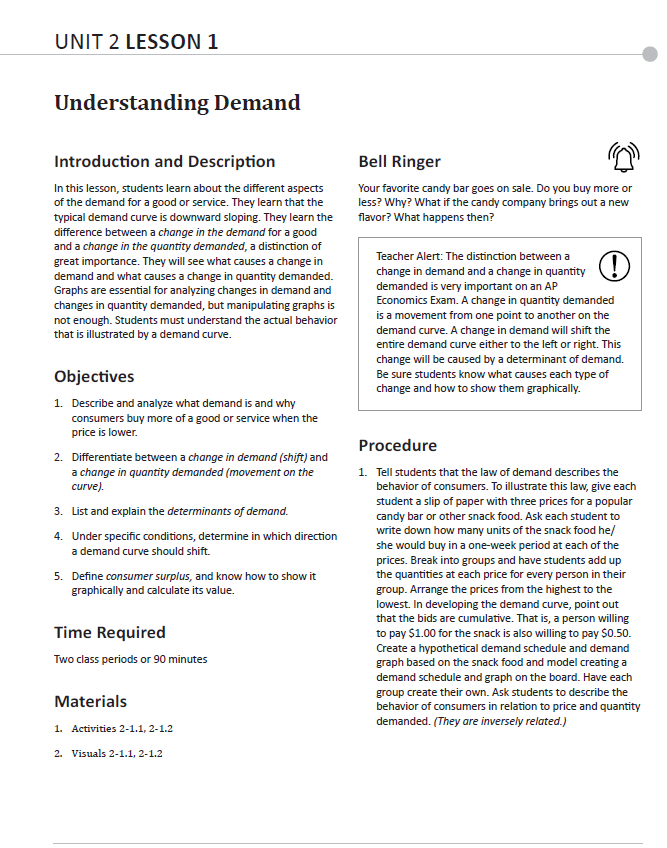 UNIT 2 LESSON 1
Understanding Demand
Introduction and Description
In this lesson, students learn about the different aspects
of the demand for a good or service. They learn that the
typical demand curve is downward sloping. They learn the
difference between a change in the demand for a good
and a change in the quantity demanded, a distinction of
great importance. They will see what causes a change in
demand and what causes a change in quantity demanded.
Graphs are essential for analyzing changes in demand and
changes in quantity demanded, but manipulating graphs is
not enough. Students must understand the actual behavior
that is illustrated by a demand curve.
Objectives
1. Describe and analyze what demand is and why
consumers buy more of a good or service when the
price is lower.
2. Differentiate between a change in demand (shift) and
a change in quantity demanded (movement on the
curve).
3. List and explain the determinants of demand.
4. Under specific conditions, determine in which direction
a demand curve should shift.
5. Define consumer surplus, and know how to show it
graphically and calculate its value.
Time Required
Two class periods or 90 minutes
Materials
1. Activities 2-1.1, 2-1.2
2. Visuals 2-1.1, 2-1.2
Bell Ringer
Your favorite candy bar goes on sale. Do you buy more or
less? Why? What if the candy company brings out a new
flavor? What happens then?
Teacher Alert: The distinction between a
change in demand and a change in quantity
demanded is very important on an AP
Economics Exam. A change in quantity demanded
is a movement from one point to another on the
demand curve. A change in demand will shift the
entire demand curve either to the left or right. This
change will be caused by a determinant of demand.
Be sure students know what causes each type of
change and how to show them graphically.
Procedure
1. Tell students that the law of demand describes the
behavior of consumers. To illustrate this law, give each
student a slip of paper with three prices for a popular
candy bar or other snack food. Ask each student to
write down how many units of the snack food he/
she would buy in a one-week period at each of the
prices. Break into groups and have students add up
the quantities at each price for every person in their
group. Arrange the prices from the highest to the
lowest. In developing the demand curve, point out
that the bids are cumulative. That is, a person willing
to pay $1.00 for the snack is also willing to pay $0.50.
Create a hypothetical demand schedule and demand
graph based on the snack food and model creating a
demand schedule and graph on the board. Have each
group create their own. Ask students to describe the
behavior of consumers in relation to price and quantity
demanded. (They are inversely related.)